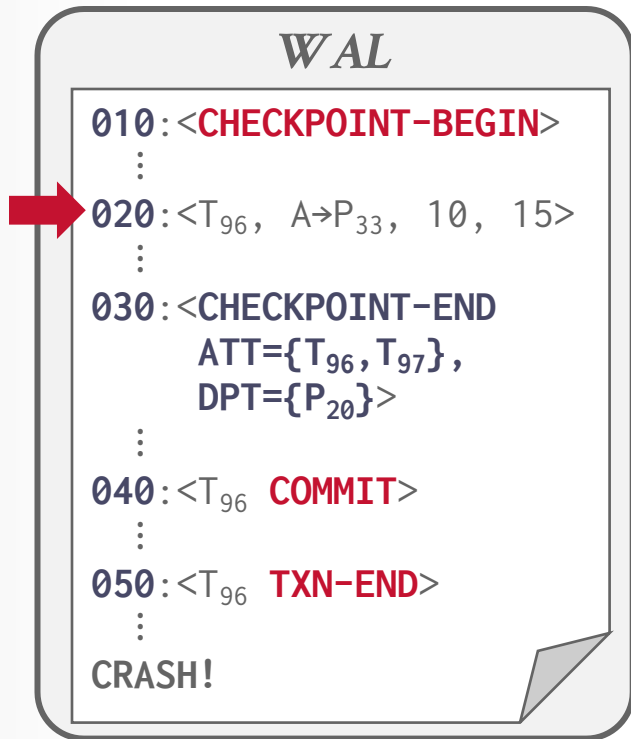 WAL
010:<CHECKPOINT-BEGIN>
⋮
020:<T₉₆, A→P₃₃, 10, 15>
⋮
030:<CHECKPOINT-END
ATT={T₉₆,T₉₇},
DPT={P₂₀}>
⋮
040:<T₉₆ COMMIT>
⋮
050:<T₉₆ TXN-END>
⋮
CRASH!